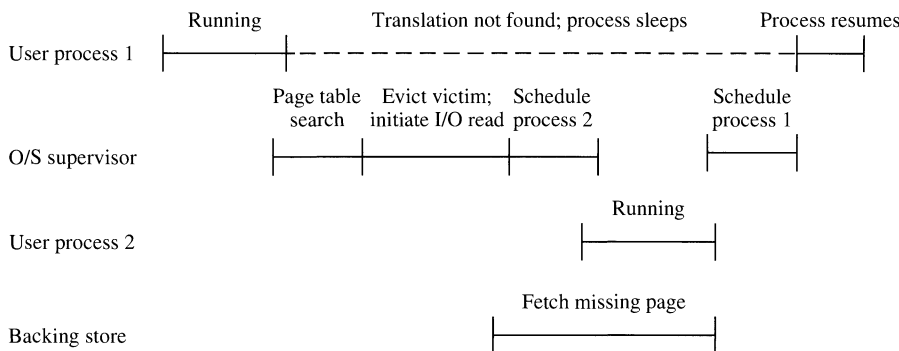 Running
Translation not found; process sleeps
Process resumes
User process 1
Page table
search
Evict victim;
initiate I/O read
Schedule
process 2
Schedule
process 1
O/S supervisor
Running
User process 2
Fetch missing page
Backing store